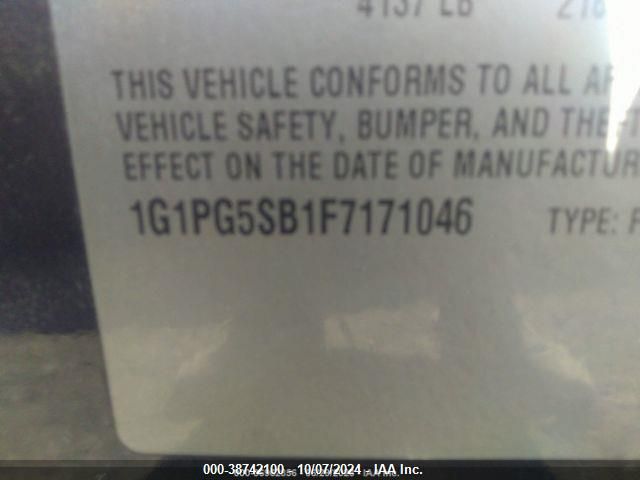 4137 LB
THIS VEHICLE CONFORMS TO ALL
VEHICLE SAFETY, BUMPER, AND THE
EFFECT ON THE DATE OF MANUFACTUR
1G1PG5SB1F7171046 TYPE:
000-38742100 - 10/07/2024 - IAA Inc.